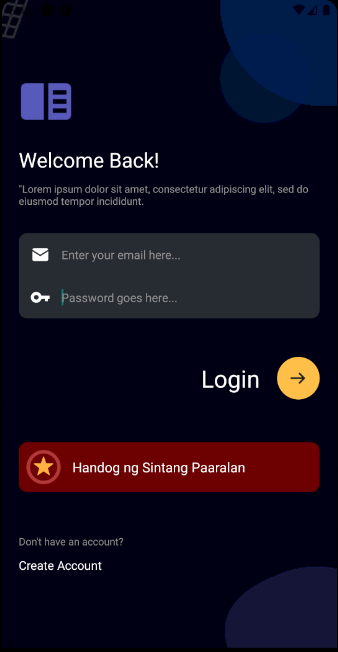 Welcome Back!
"Lorem ipsum dolor sit amet, consectetur adipiscing elit, sed do
eiusmod tempor incididunt.
Enter your email here...
Password goes here...
Login
Handog ng Sintang Paaralan
Don't have an account?
Create Account